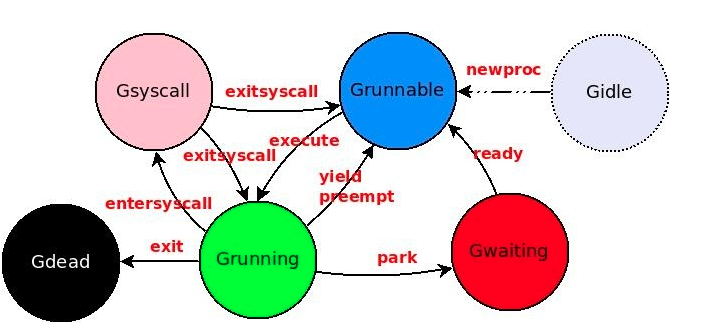 newproc
Gsyscall
exitsyscall
Grunnable
Gidle
execute
exitsyscall
ready
yield
preempt
entersyscall
exit
park
Gwaiting
Grunning
Gdead